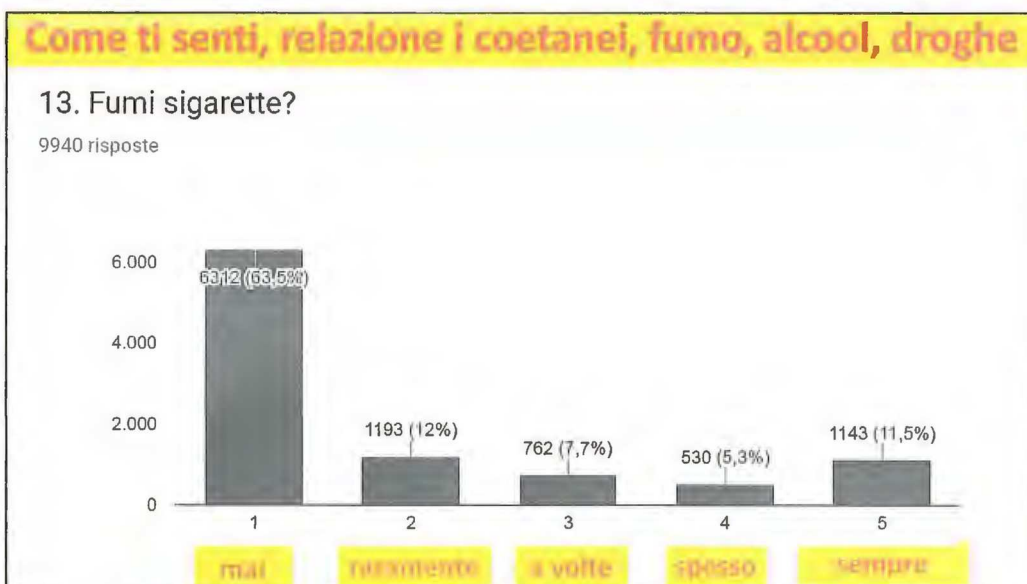 Come ti senti, relazione i coetanei, fumo, alcool, droghe
13. Fumi sigarette?
9940 risposte
6.000
4.000
2.000
0
6312 (63,5%)
1193 (12%)
762 (7,7%)
530 (5,3%)
1143 (11,5%)
1 2 3 4 5
mai raramente a volte spesso sempre